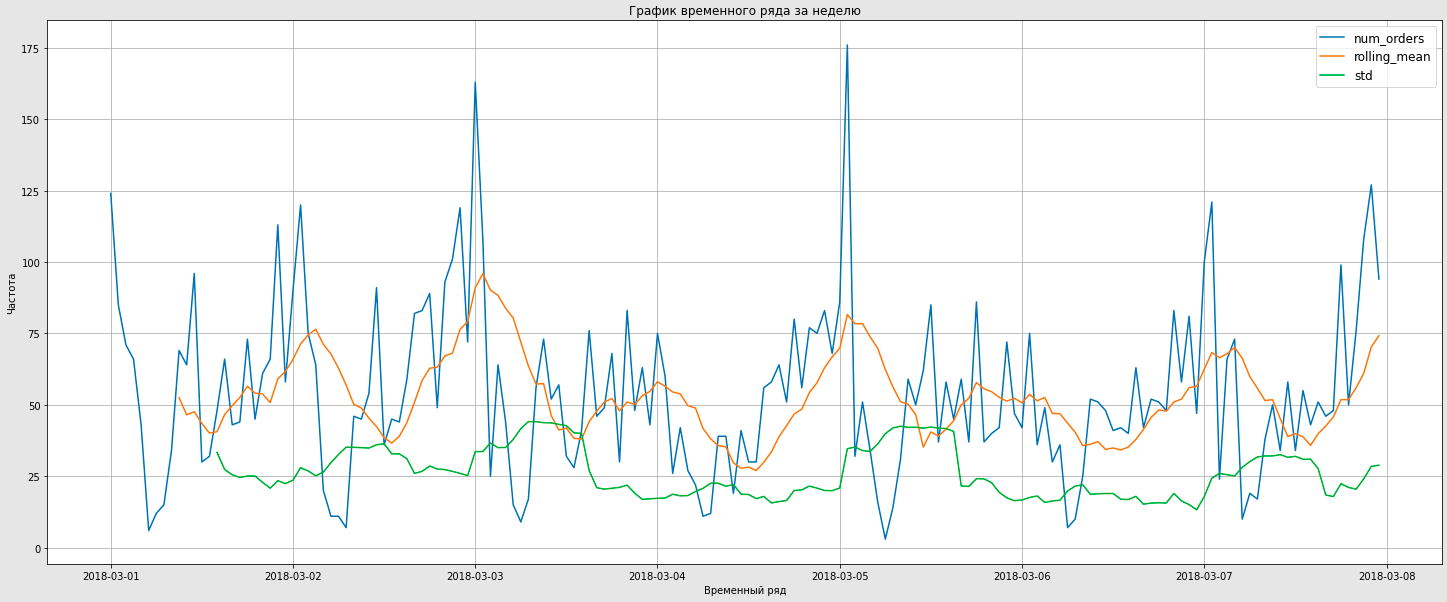 График временного ряда за неделю
num_orders
rolling_mean
std
Частота
175
150
125
100
75
50
25
0
2018-03-01 2018-03-02 2018-03-03 2018-03-04 2018-03-05 2018-03-06 2018-03-07 2018-03-08
Временный ряд